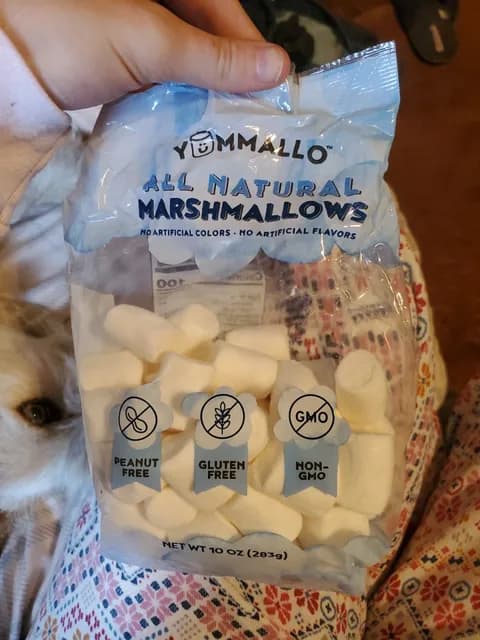 YUMMALLO™
ALL NATURAL
MARSHMALLOWS
NO ARTIFICIAL COLORS • NO ARTIFICIAL FLAVORS
PEANUT FREE
GLUTEN FREE
GMO
NON-GMO
NET WT 10 OZ (283g)